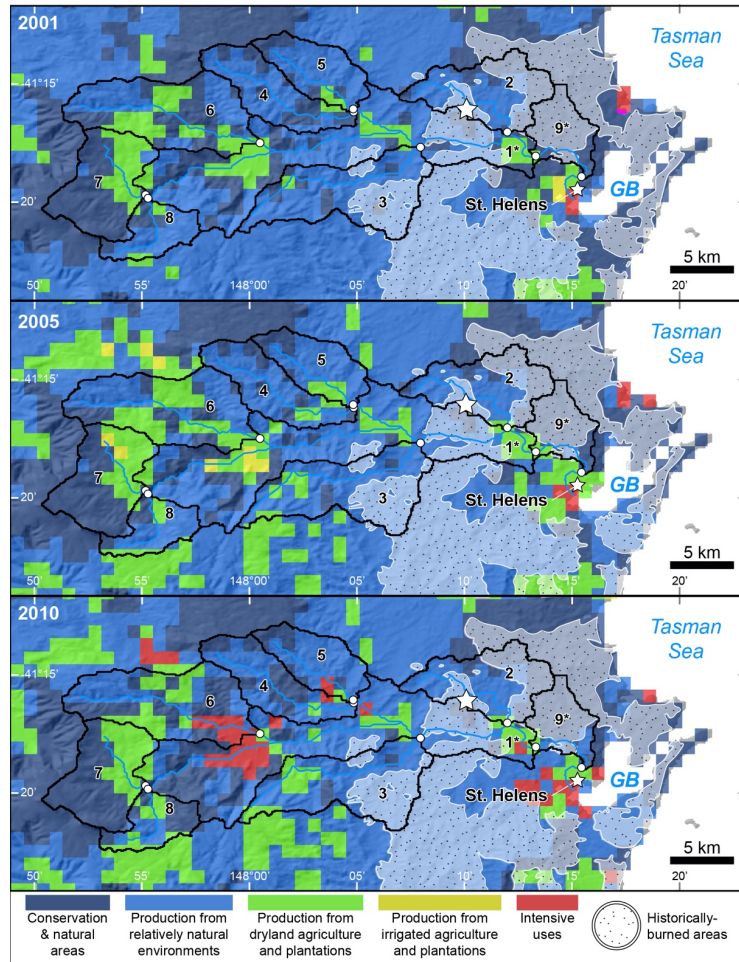 2001
Tasman
Sea
41°15'
5
2
4
6
9*
1*
7
20'
3
GB
8
St. Helens
5 km
50'
55'
148°00'
05'
10'
15'
20'
2005
Tasman
Sea
41°15'
5
2
4
6
9*
1*
7
20'
3
GB
8
St. Helens
5 km
50'
55'
148°00'
05'
10'
15'
20'
2010
Tasman
Sea
41°15'
5
2
4
6
9*
1*
7
20'
3
GB
8
St. Helens
5 km
50'
55'
148°00'
05'
10'
15'
20'
Conservation
& natural
areas
Production from
relatively natural
environments
Production from
dryland agriculture
and plantations
Production from
irrigated agriculture
and plantations
Intensive
uses
Historically-
burned areas